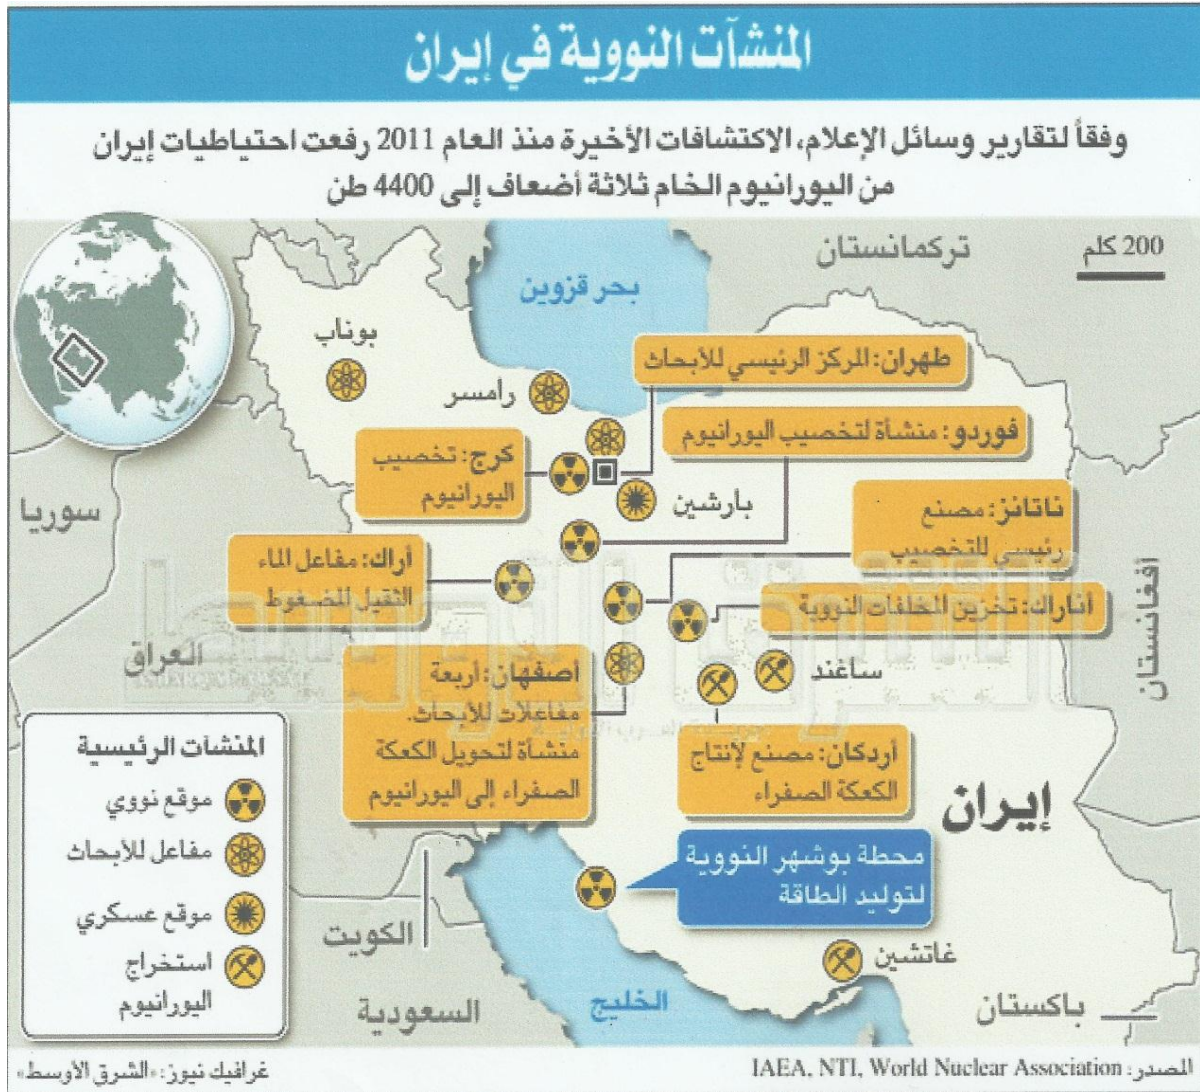 المنشآت النووية في إيران
وفقاً لتقارير وسائل الإعلام، الاكتشافات الأخيرة منذ العام 2011 رفعت احتياطيات إيران
من اليورانيوم الخام ثلاثة أضعاف إلى 4400 طن
200 كلم
تركمانستان
بحر قزوين
بوناب
رامسر
طهران: المركز الرئيسي للأبحاث
فوردو: منشأة لتخصيب اليورانيوم
كرج: تخصيب
اليورانيوم
بارشين
ناتانز: مصنع
رئيسي للتخصيب
سوريا
أراك: مفاعل الماء
الثقيل المضغوط
اناراك: تخزين المخلفات النووية
أفغانستان
العراق
ساغند
أصفهان: أربعة
مفاعلات للأبحاث.
منشأة لتحويل الكعكة
الصفراء إلى اليورانيوم
أردكان: مصنع لإنتاج
الكعكة الصفراء
إيران
محطة بوشهر النووية
لتوليد الطاقة
المنشآت الرئيسية
موقع نووي
مفاعل للأبحاث
موقع عسكري
استخراج
اليورانيوم
الكويت
غاتشين
السعودية
الخليج
باكستان
المصدر: IAEA, NTI, World Nuclear Association
غرافيك نيوز: «الشرق الأوسط»